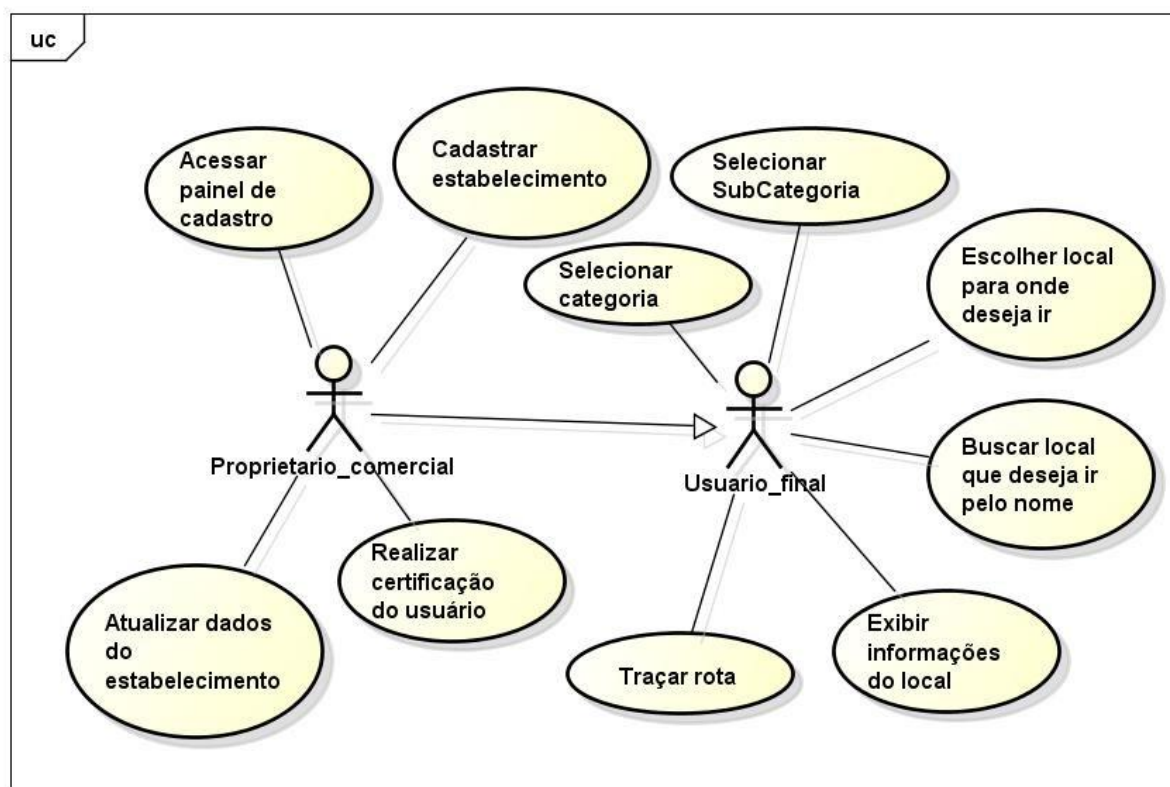 uc
Acessar
painel de
cadastro
Cadastrar
estabelecimento
Selecionar
SubCategoria
Selecionar
categoria
Escolher local
para onde
deseja ir
Proprietario_comercial
Usuario_final
Buscar local
que deseja ir
pelo nome
Realizar
certificação
do usuário
Atualizar dados
do
estabelecimento
Traçar rota
Exibir
informações
do local